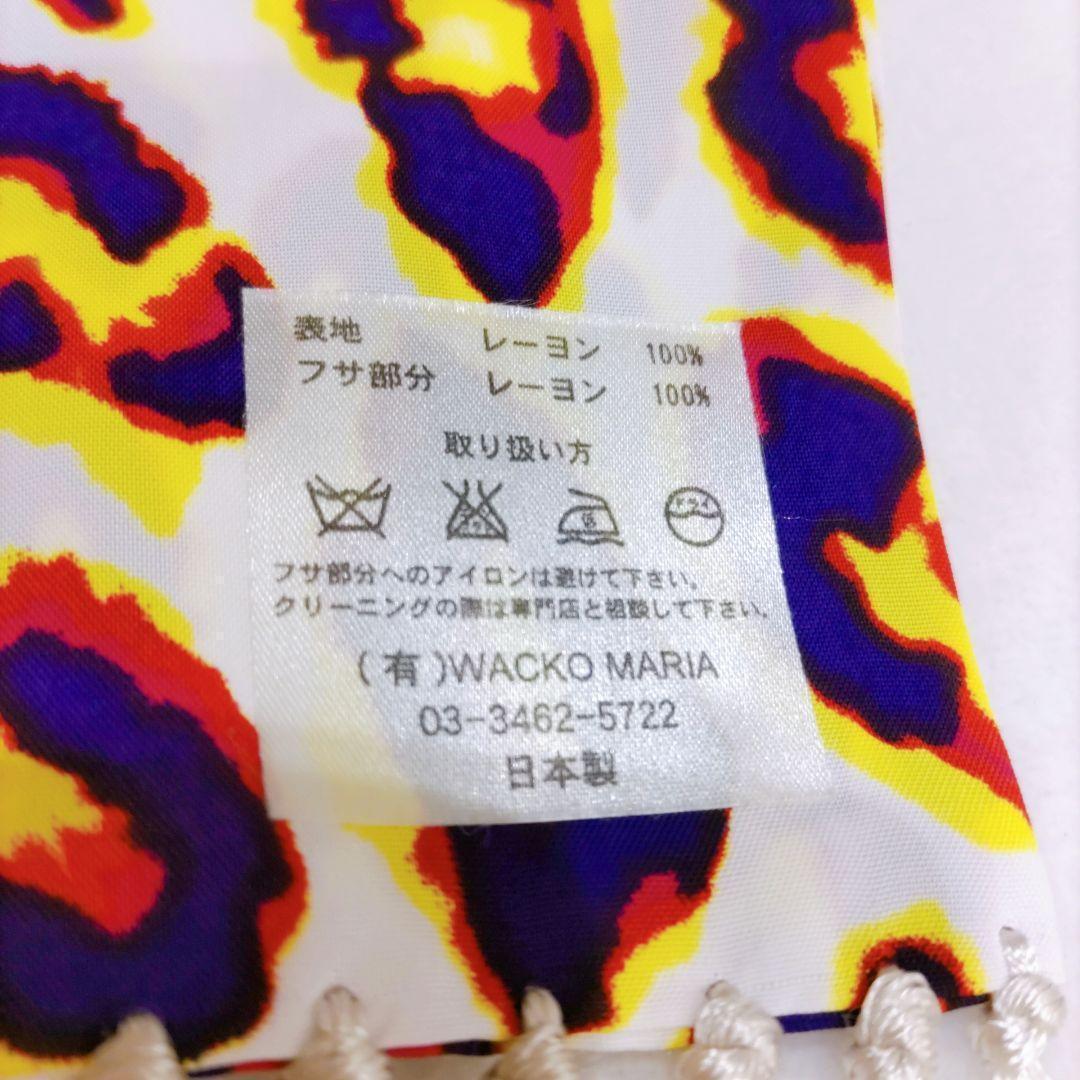 表地 レーヨン 100%
フサ部分 レーヨン 100%
取り扱い方
ドライ
フサ部分へのアイロンは避けて下さい。
クリーニングの際は専門店と相談して下さい。
(有)WACKO MARIA
03-3462-5722
日本製